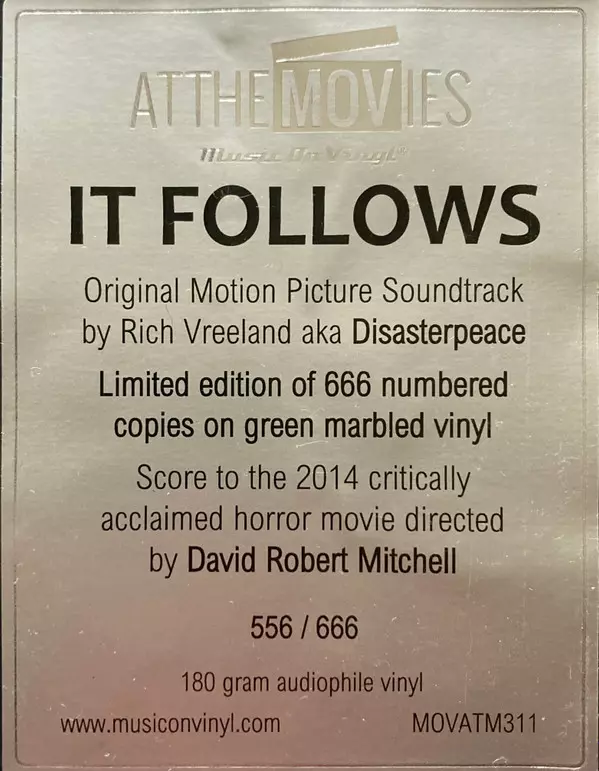 ATTHEMOVIES
Music On Vinyl®
IT FOLLOWS
Original Motion Picture Soundtrack
by Rich Vreeland aka Disasterpeace
Limited edition of 666 numbered
copies on green marbled vinyl
Score to the 2014 critically
acclaimed horror movie directed
by David Robert Mitchell
556 / 666
180 gram audiophile vinyl
www.musiconvinyl.com MOVATM311